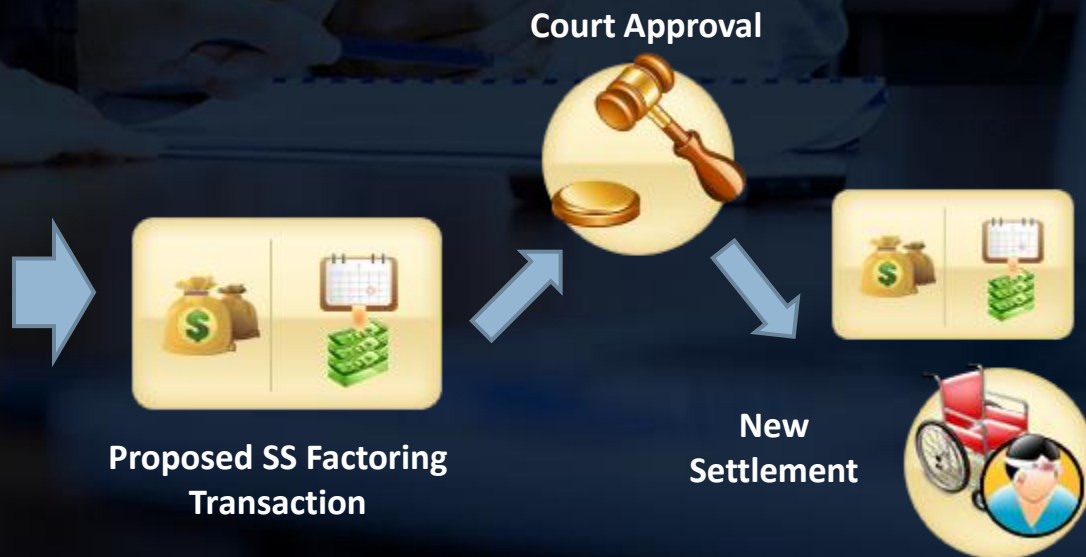 Court Approval
Proposed SS Factoring
Transaction
New
Settlement
$
$